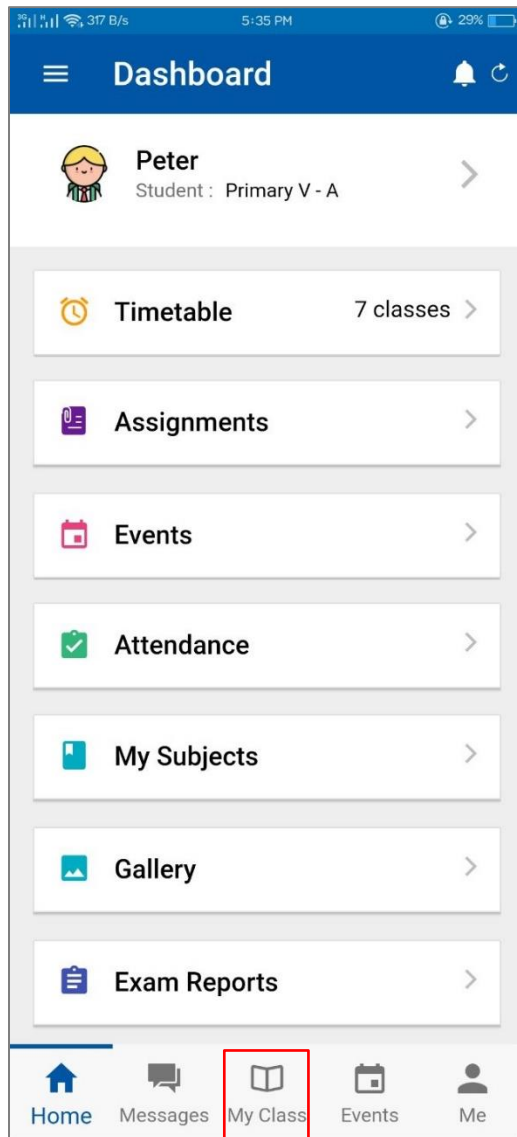 3G H 317 B/s 5:35 PM 29%
Dashboard
Peter
Student : Primary V - A
Timetable 7 classes
Assignments
Events
Attendance
My Subjects
Gallery
Exam Reports
Home Messages My Class Events Me